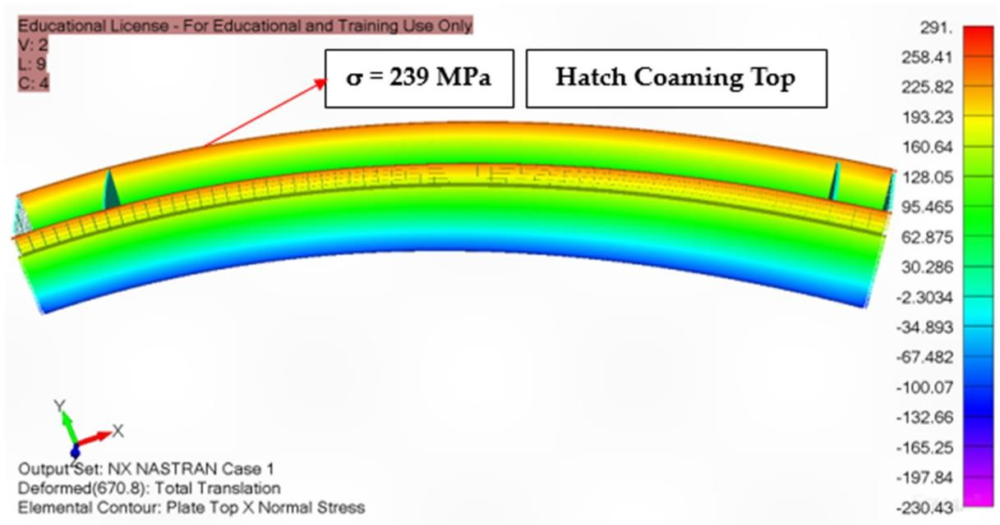 Educational License - For Educational and Training Use Only
V: 2
L: 9
C: 4
σ = 239 MPa
Hatch Coaming Top
291.
258.41
225.82
193.23
160.64
128.05
95.465
62.875
30.286
-2.3034
-34.893
-67.482
-100.07
-132.66
-165.25
-197.84
-230.43
Y
X
Z
Output Set: NX NASTRAN Case 1
Deformed(670.8): Total Translation
Elemental Contour: Plate Top X Normal Stress